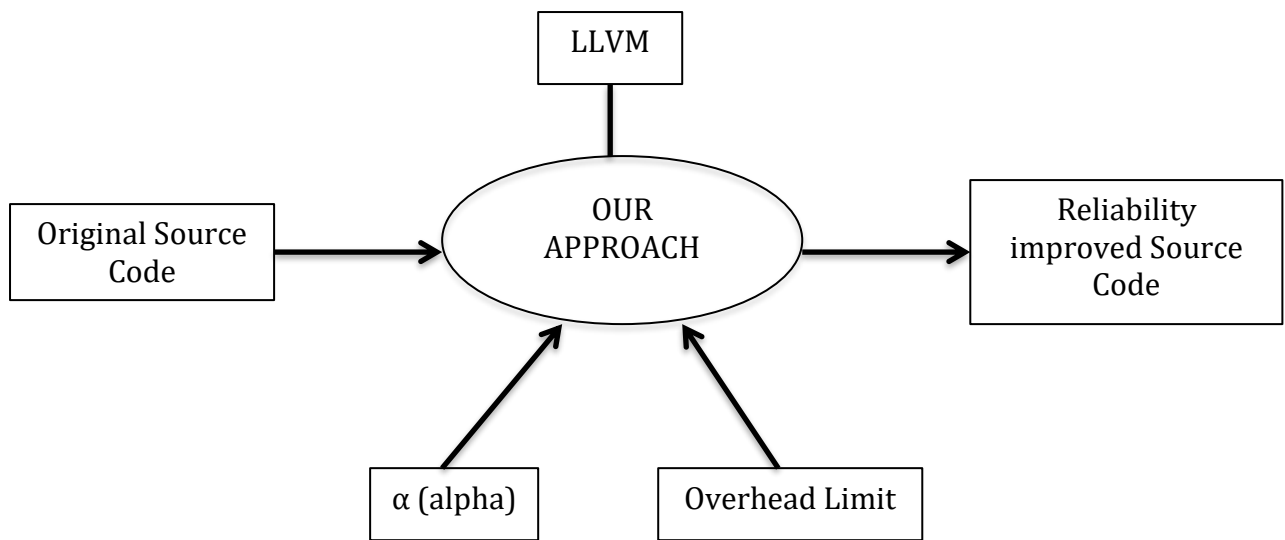 LLVM
OUR
APPROACH
Original Source
Code
Reliability
improved Source
Code
α (alpha)
Overhead Limit